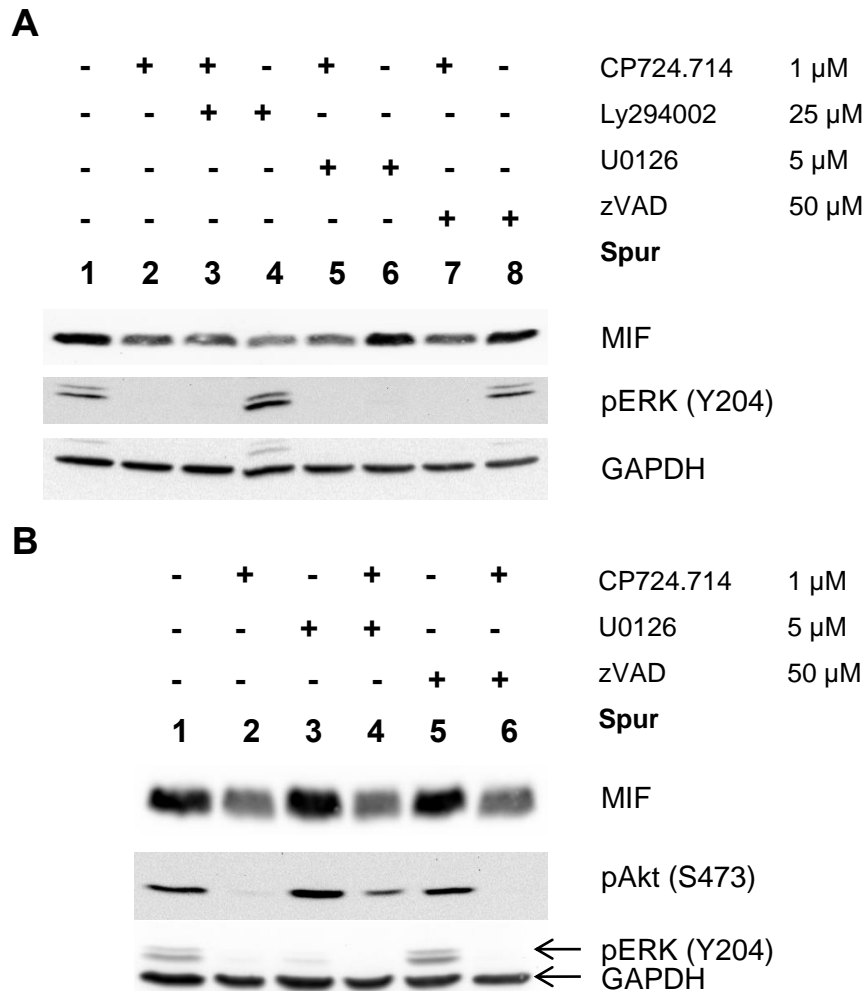 A
- + + - + - + - CP724.714 1 µM
- - + + - - - - Ly294002 25 µM
- - - - + + - - U0126 5 µM
- - - - - - + + zVAD 50 µM
Spur
1 2 3 4 5 6 7 8
MIF
pERK (Y204)
GAPDH
B
- + - + - + CP724.714 1 µM
- - + + - - U0126 5 µM
- - - - + + zVAD 50 µM
1 2 3 4 5 6 Spur
MIF
pAkt (S473)
pERK (Y204)
GAPDH